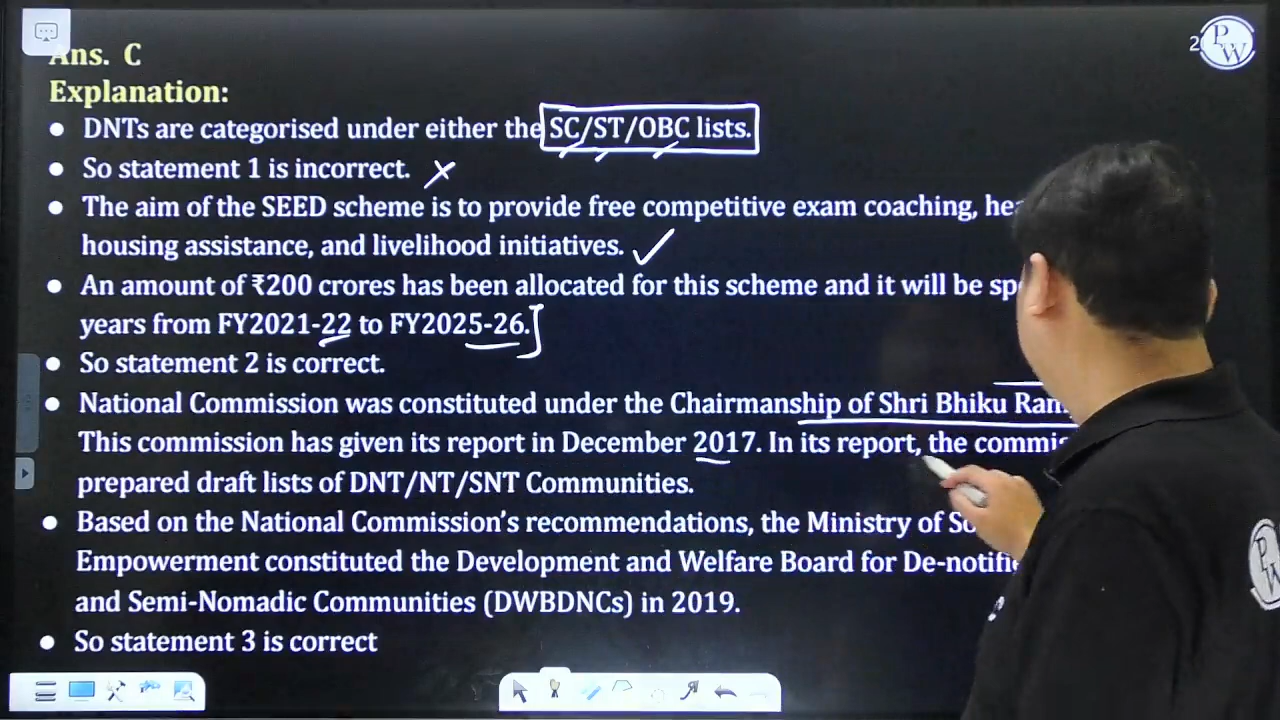 2
PW
Ans. C
Explanation:
• DNTs are categorised under either the SC/ST/OBC lists.
• So statement 1 is incorrect.
• The aim of the SEED scheme is to provide free competitive exam coaching,
housing assistance, and livelihood initiatives.
• An amount of ₹200 crores has been allocated for this scheme and it will be
years from FY2021-22 to FY2025-26.
• So statement 2 is correct.
• National Commission was constituted under the Chairmanship of Shri Bhiku
This commission has given its report in December 2017. In its report, the
prepared draft lists of DNT/NT/SNT Communities.
• Based on the National Commission's recommendations, the Ministry of
Empowerment constituted the Development and Welfare Board for
and Semi-Nomadic Communities (DWBDNCs) in 2019.
• So statement 3 is correct